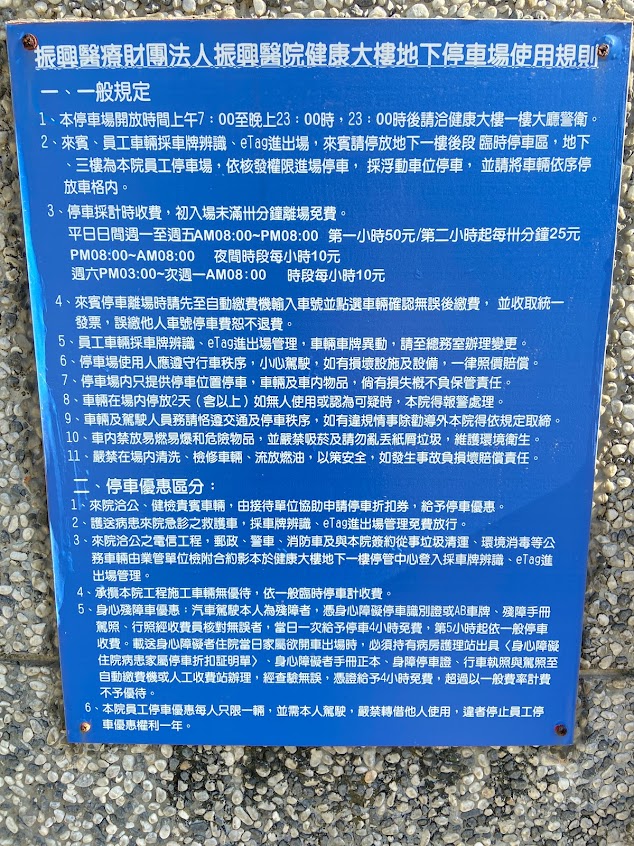 振興醫療財團法人振興醫院健康大樓地下停車場使用規則
一、一般規定
1、本停車場開放時間上午7：00至晚上23：00時，23：00時後請洽健康大樓一樓大廳警衛。
2、來賓、員工車輛採車牌辨識、eTag進出場，來賓請停放地下一樓後段 臨時停車區，地下
、三樓為本院員工停車場，依核發權限進場停車， 採浮動車位停車， 並請將車輛依序停
放車格內。
3、停車採計時收費，初入場未滿卅分鐘離場免費。
平日日間週一至週五AM08:00~PM08:00 第一小時50元/第二小時起每卅分鐘25元
PM08:00~AM08:00 夜間時段每小時10元
週六PM03:00~次週一AM08:00 時段每小時10元
4、來賓停車離場時請先至自動繳費機輸入車號並點選車輛確認無誤後繳費， 並收取統一
發票，誤繳他人車號停車費恕不退費。
5、員工車輛採車牌辨識、eTag進出場管理，車輛車牌異動，請至總務室辦理變更。
6、停車場使用人應遵守行車秩序，小心駕駛，如有損壞設施及設備，一律照價賠償。
7、停車場內只提供停車位置停車，車輛及車內物品，倘有損失概不負保管責任。
8、車輛在場內停放2天（含以上）如無人使用或認為可疑時，本院得報警處理。
9、車輛及駕駛人員務請恪遵交通及停車秩序，如有違規情事除勸導外本院得依規定取締。
10、車內禁放易燃易爆和危險物品，並嚴禁吸菸及請勿亂丟紙屑垃圾，維護環境衛生。
11、嚴禁在場內清洗、檢修車輛、流放燃油，以策安全，如發生事故負損壞賠償責任。
二、停車優惠區分：
1、來院洽公、健檢貴賓車輛，由接待單位協助申請停車折扣券，給予停車優惠。
2、護送病患來院急診之救護車，採車牌辨識、eTag進出場管理免費放行。
3、來院洽公之電信工程，郵政、警車、消防車及與本院簽約從事垃圾清運、環境消毒等公
務車輛由業管單位檢附合約影本於健康大樓地下一樓停管中心登入採車牌辨識、eTag進
出場管理。
4、承攬本院工程施工車輛無優待，依一般臨時停車計收費。
5、身心殘障車優惠：汽車駕駛本人為殘障者，憑身心障礙停車識別證或AB車牌、殘障手冊
駕照、行照經收費員核對無誤者，當日一次給予停車4小時免費，第5小時起依一般停車
收費。載送身心障礙者住院當日家屬欲開車出場時，必須持有病房護理站出具〈身心障礙
住院病患家屬停車折扣証明單〉、身心障礙者手冊正本、身障停車證、行車執照與駕照至
自動繳費機或人工收費站辦理，經查驗無誤，憑證給予4小時免費，超過以一般費率計費
不予優待。
6、本院員工停車優惠每人只限一輛，並需本人駕駛，嚴禁轉借他人使用，違者停止員工停
車優惠權利一年。